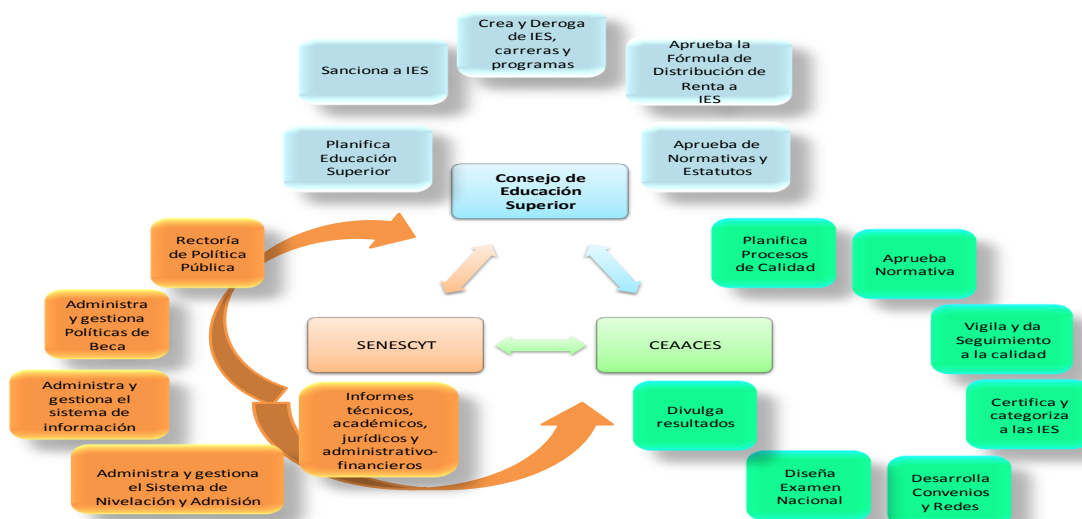 Crea y Deroga
de IES,
carreras y
programas
Sanciona a IES
Aprueba la
Fórmula de
Distribución de
Renta a
IES
Planifica
Educación
Superior
Aprueba de
Normativas y
Estatutos
Consejo de
Educación
Superior
Rectoría
de Política
Pública
Planifica
Procesos
de Calidad
Aprueba
Normativa
Administra
y gestiona
Políticas de
Beca
SENESCYT
CEAACES
Vigila y da
Seguimiento
a la calidad
Administra y
gestiona el
sistema de
información
Informes
técnicos,
académicos,
jurídicos y
administrativo-
financieros
Divulga
resultados
Certifica y
categoriza
a las IES
Administra y gestiona
el Sistema de
Nivelación y Admisión
Diseña
Examen
Nacional
Desarrolla
Convenios
y Redes